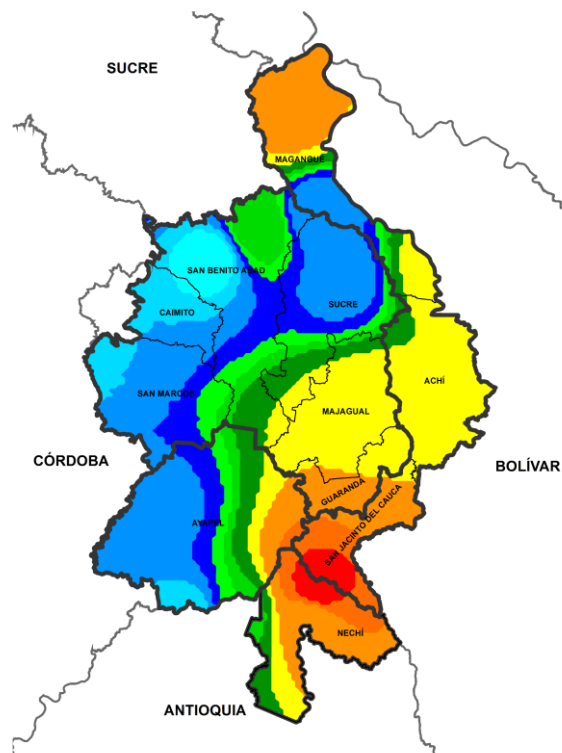 SUCRE
MAGANGUÉ
SAN BENITO ABAD
CAIMITO
SUCRE
SAN MARCOS
ACHÍ
MAJAGUAL
CÓRDOBA
BOLÍVAR
GUARANDA
SAN JACINTO DEL CAUCA
AYAPEL
NECHÍ
ANTIOQUIA